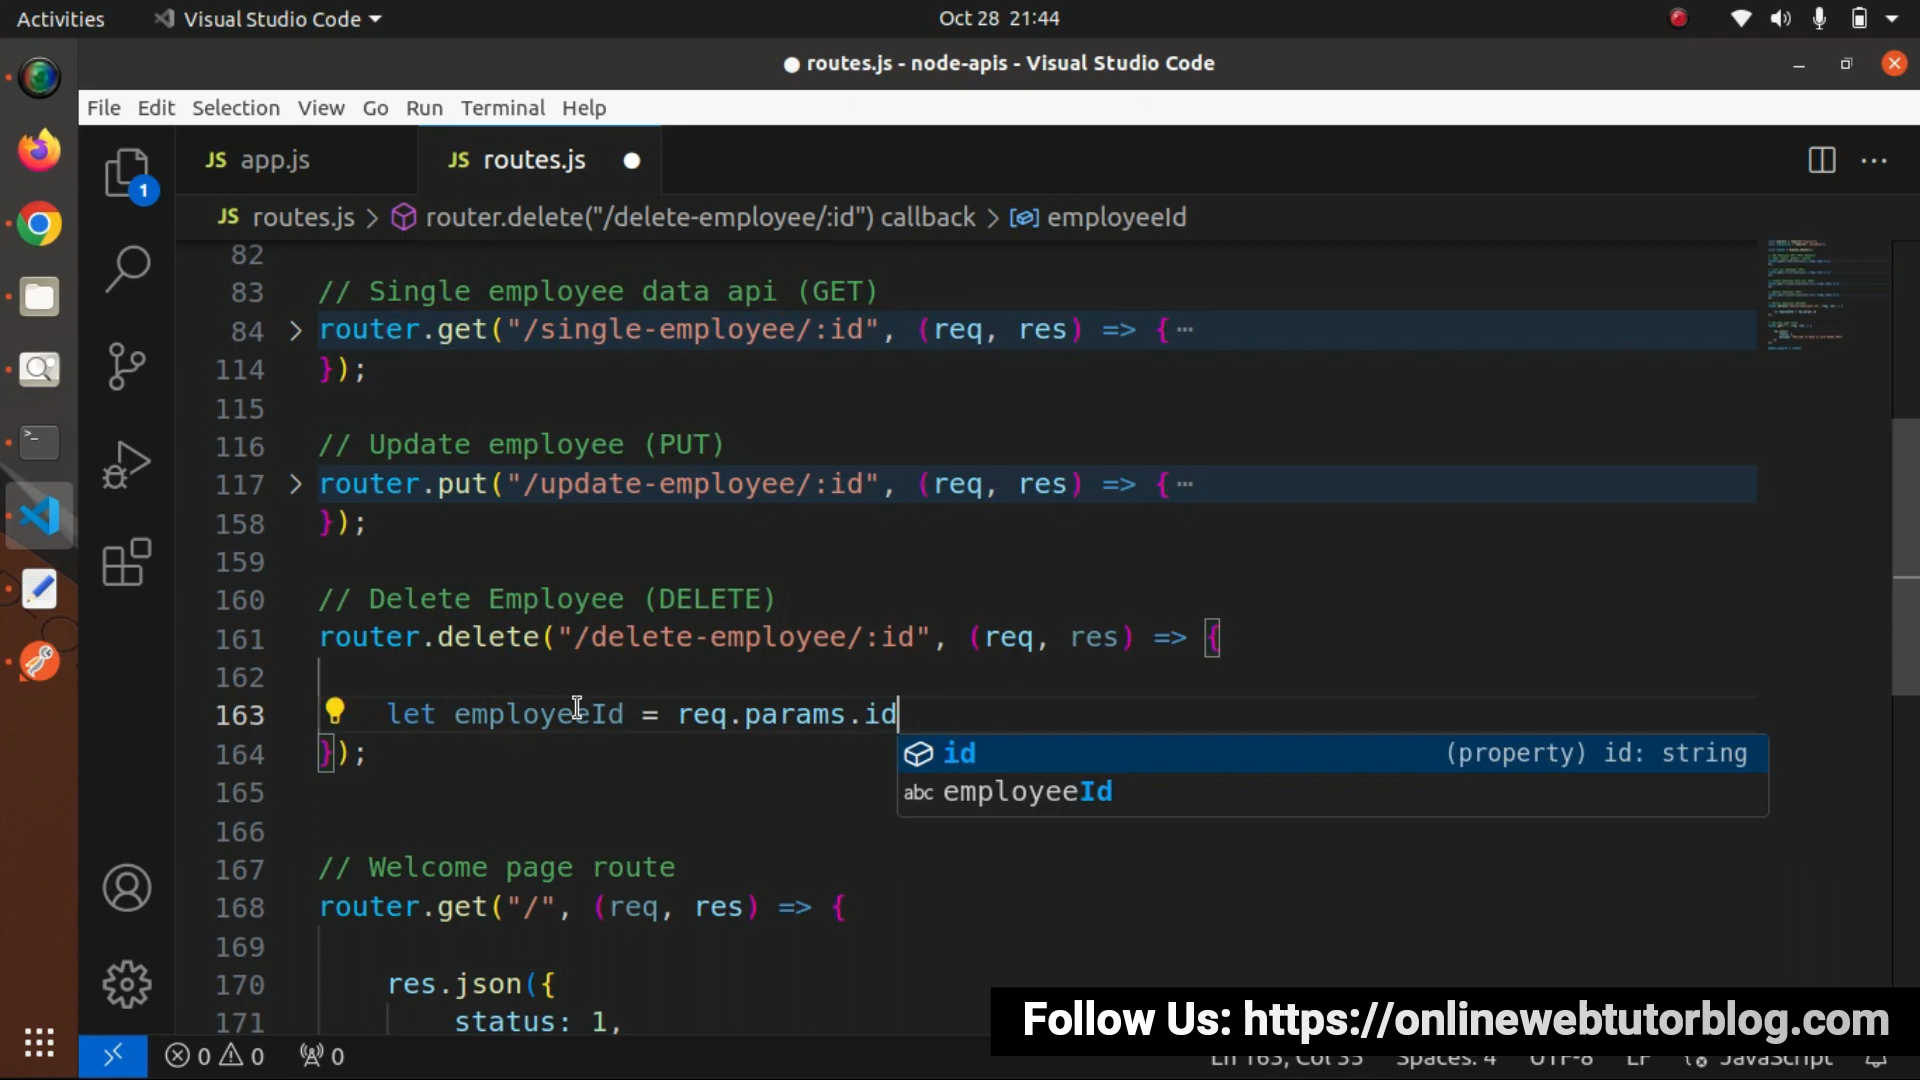 Activities Visual Studio Code Oct 28 21:44
routes.js - node-apis - Visual Studio Code
File Edit Selection View Go Run Terminal Help
JS app.js JS routes.js
1
JS routes.js > router.delete("/delete-employee/:id") callback > employeeId
82
83 // Single employee data api (GET)
84 router.get("/single-employee/:id", (req, res) => {…
114 });
115
116 // Update employee (PUT)
117 router.put("/update-employee/:id", (req, res) => {…
158 });
159
160 // Delete Employee (DELETE)
161 router.delete("/delete-employee/:id", (req, res) => {
162
163 let employeeId = req.params.id
164 });
id (property) id: string
abc employeeId
165
166
167 // Welcome page route
168 router.get("/", (req, res) => {
169
170 res.json({
171 status: 1,
Follow Us: https://onlinewebtutorblog.com
0 0 0 Ln 163, Col 35 Spaces: 4 UTF-8 LF JavaScript